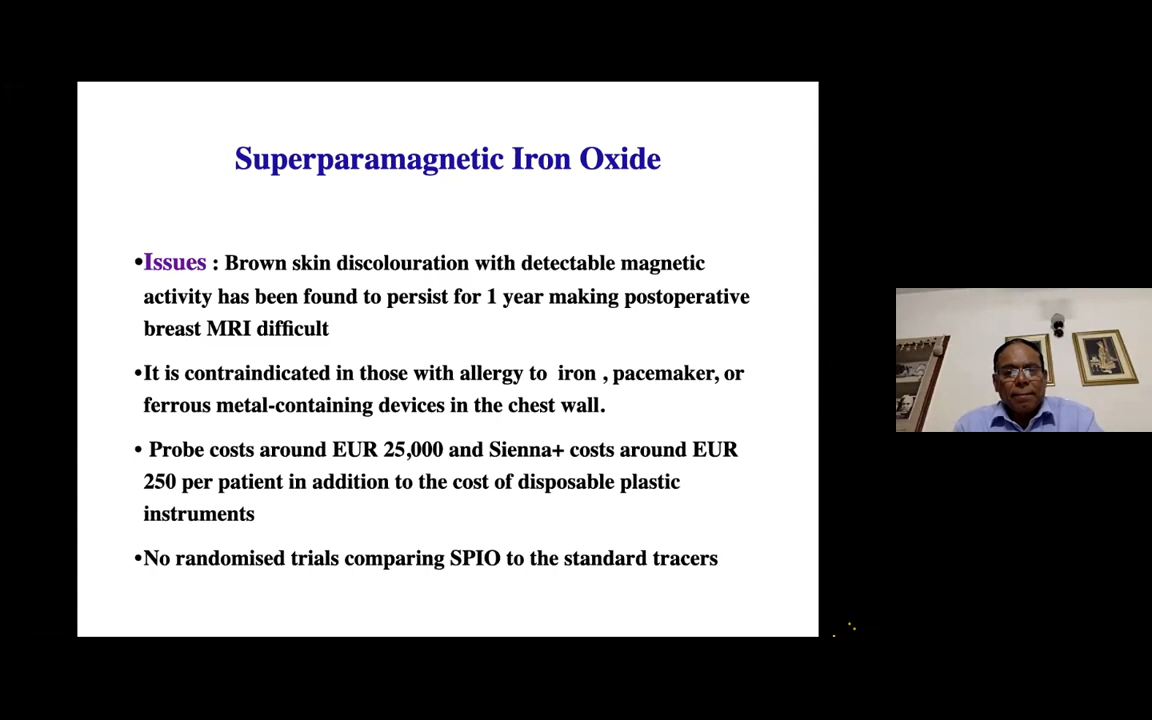 Superparamagnetic Iron Oxide
•Issues : Brown skin discolouration with detectable magnetic
activity has been found to persist for 1 year making postoperative
breast MRI difficult
•It is contraindicated in those with allergy to iron , pacemaker, or
ferrous metal-containing devices in the chest wall.
• Probe costs around EUR 25,000 and Sienna+ costs around EUR
250 per patient in addition to the cost of disposable plastic
instruments
•No randomised trials comparing SPIO to the standard tracers